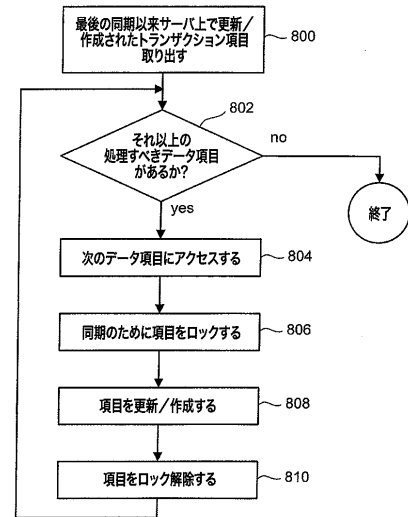 最後の同期以来サーバ上で更新／
作成されたトランザクション項目
取り出す
800
802
それ以上の
処理すべきデータ項目
があるか?
no
yes
終了
次のデータ項目にアクセスする
804
同期のために項目をロックする
806
項目を更新／作成する
808
項目をロック解除する
810